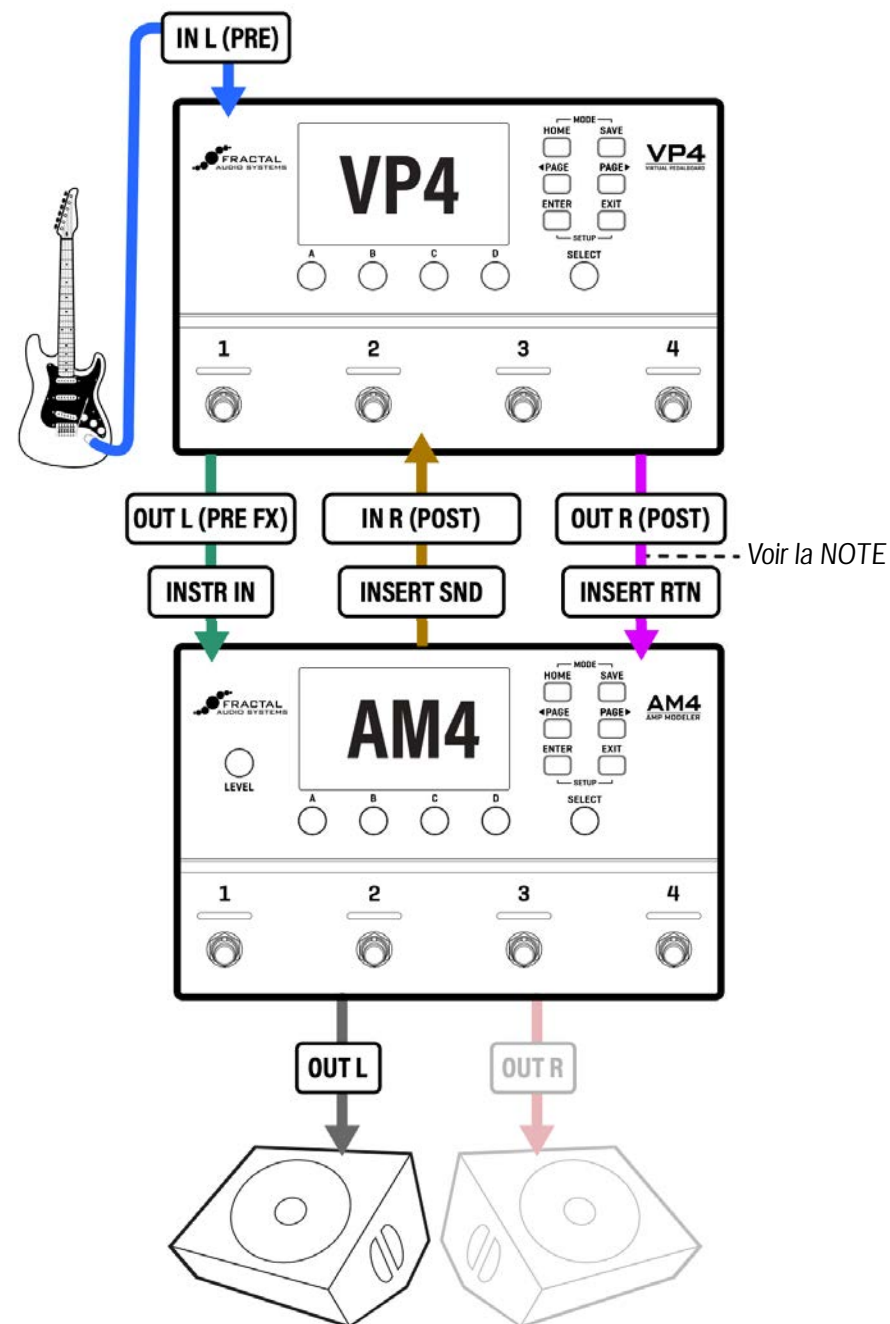 IN L (PRE)
FRACTAL
AUDIO SYSTEMS
VP4
MODE
HOME SAVE
◀PAGE PAGE▶
ENTER EXIT
SETUP
VP4
VIRTUAL PEDALBOARD
A B C D
SELECT
1 2 3 4
OUT L (PRE FX) IN R (POST) OUT R (POST)
Voir la NOTE
INSTR IN INSERT SND INSERT RTN
FRACTAL
AUDIO SYSTEMS
LEVEL
AM4
MODE
HOME SAVE
◀PAGE PAGE▶
ENTER EXIT
SETUP
AM4
AMP MODELER
A B C D
SELECT
1 2 3 4
OUT L OUT R